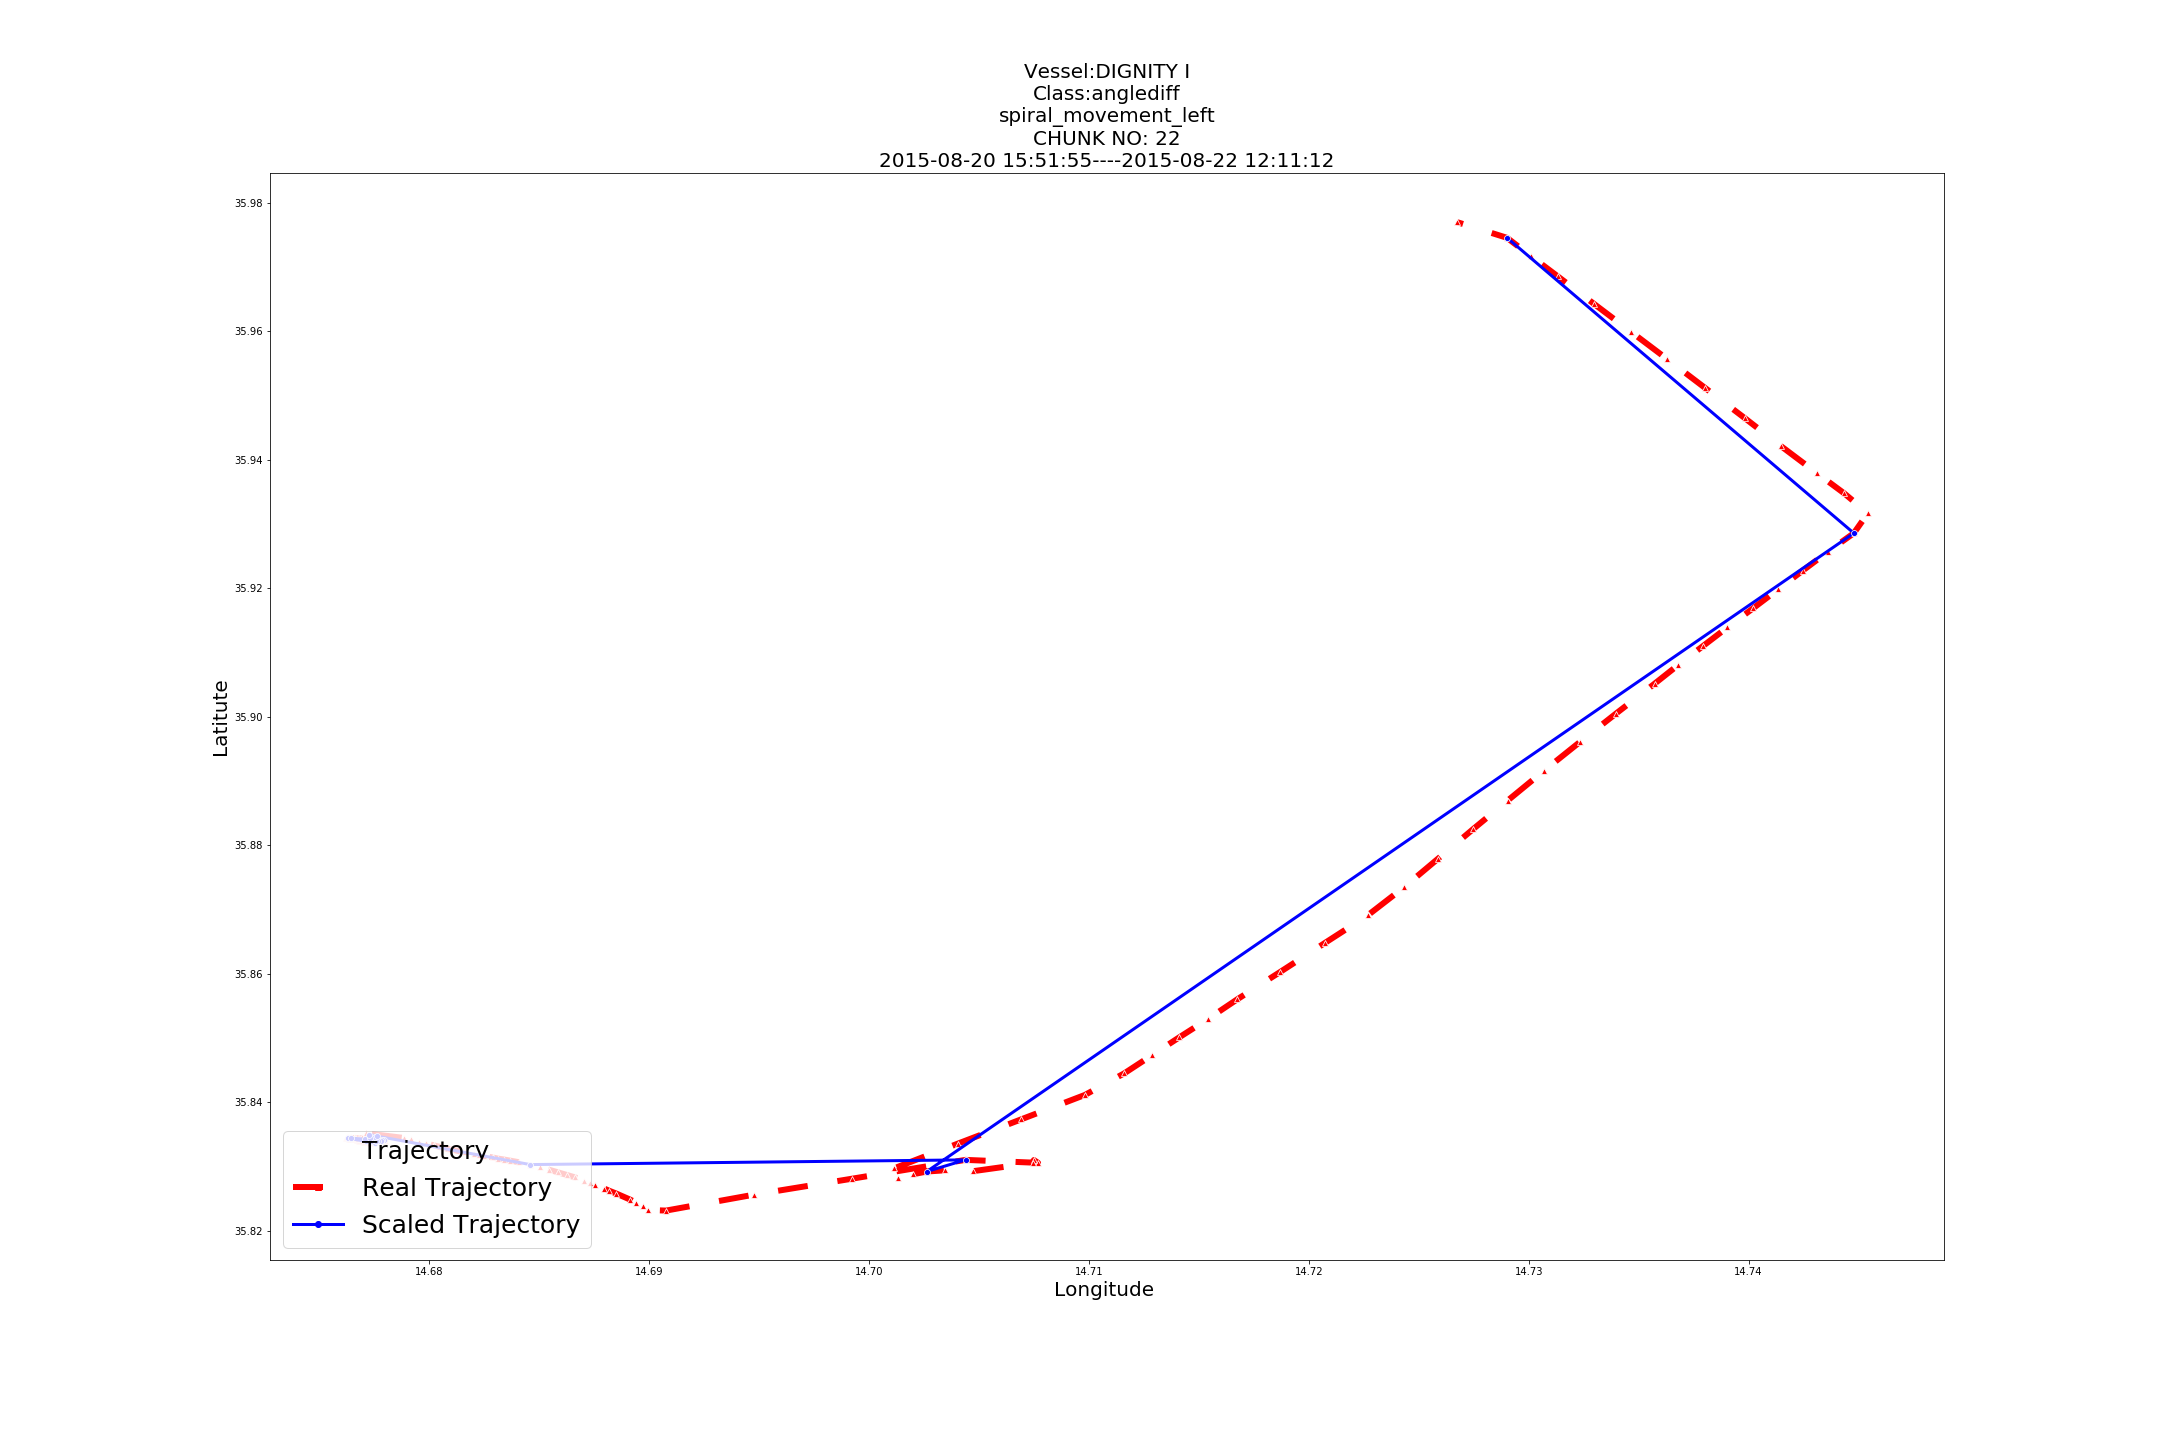 Vessel:DIGNITY I
Class:anglediff
spiral_movement_left
CHUNK NO: 22
2015-08-20 15:51:55----2015-08-22 12:11:12
35.98
35.96
35.94
35.92
35.90
35.88
35.86
35.84
35.82
Latitute
Trajectory
Real Trajectory
Scaled Trajectory
14.68
14.69
14.70
14.71
14.72
14.73
14.74
Longitude